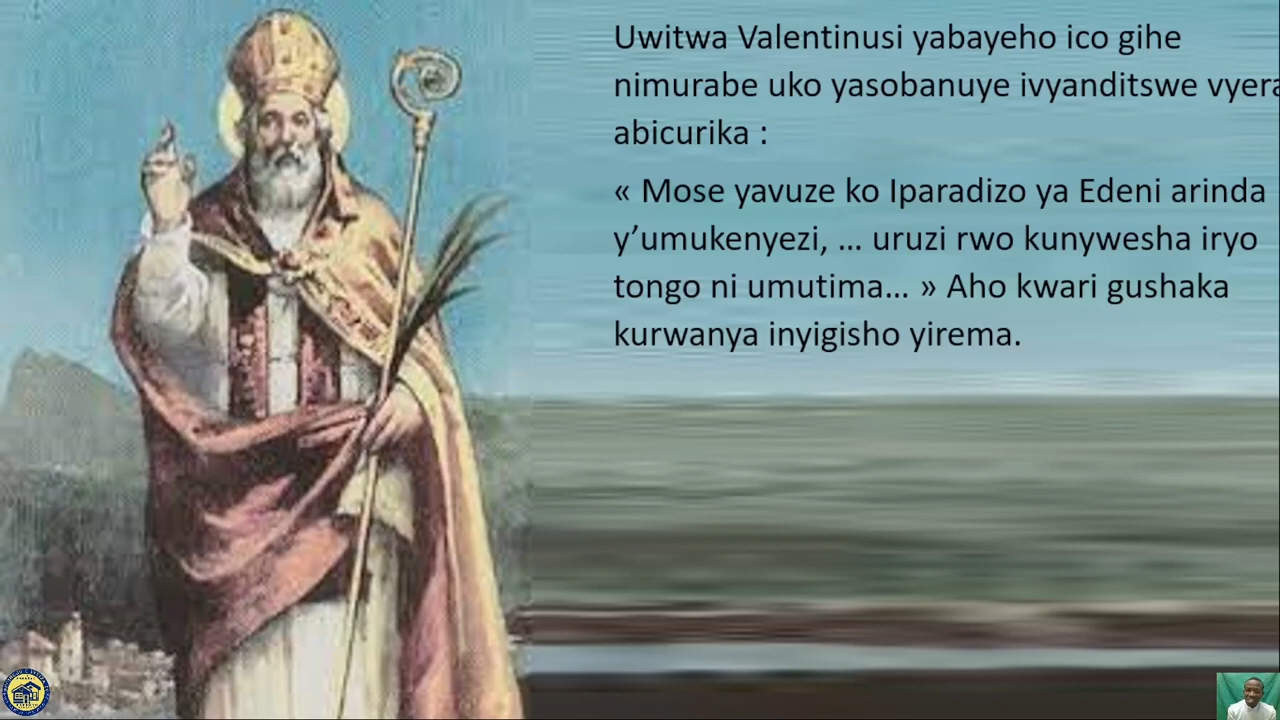 Uwitwa Valentinusi yabayeho ico gihe
nimurabe uko yasobanuye ivyanditswe vyera
abicurika :
« Mose yavuze ko Iparadizo ya Edeni arinda
y’umukenyezi, … uruzi rwo kunywesha iryo
tongo ni umutima… » Aho kwari gushaka
kurwanya inyigisho yirema.